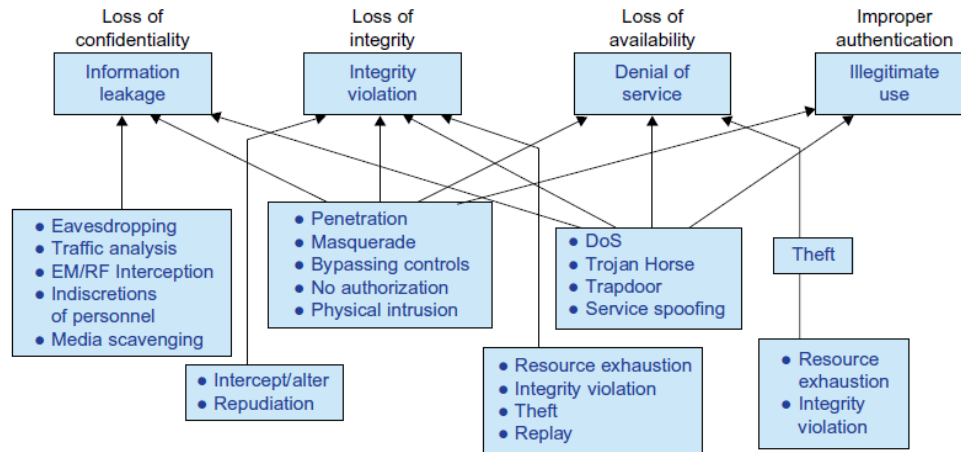 Loss of
confidentiality
Loss of
integrity
Loss of
availability
Improper
authentication
Information
leakage
Integrity
violation
Denial of
service
Illegitimate
use
● Eavesdropping
● Traffic analysis
● EM/RF Interception
● Indiscretions
of personnel
● Media scavenging
● Penetration
● Masquerade
● Bypassing controls
● No authorization
● Physical intrusion
● DoS
● Trojan Horse
● Trapdoor
● Service spoofing
Theft
● Intercept/alter
● Repudiation
● Resource exhaustion
● Integrity violation
● Theft
● Replay
● Resource
exhaustion
● Integrity
violation